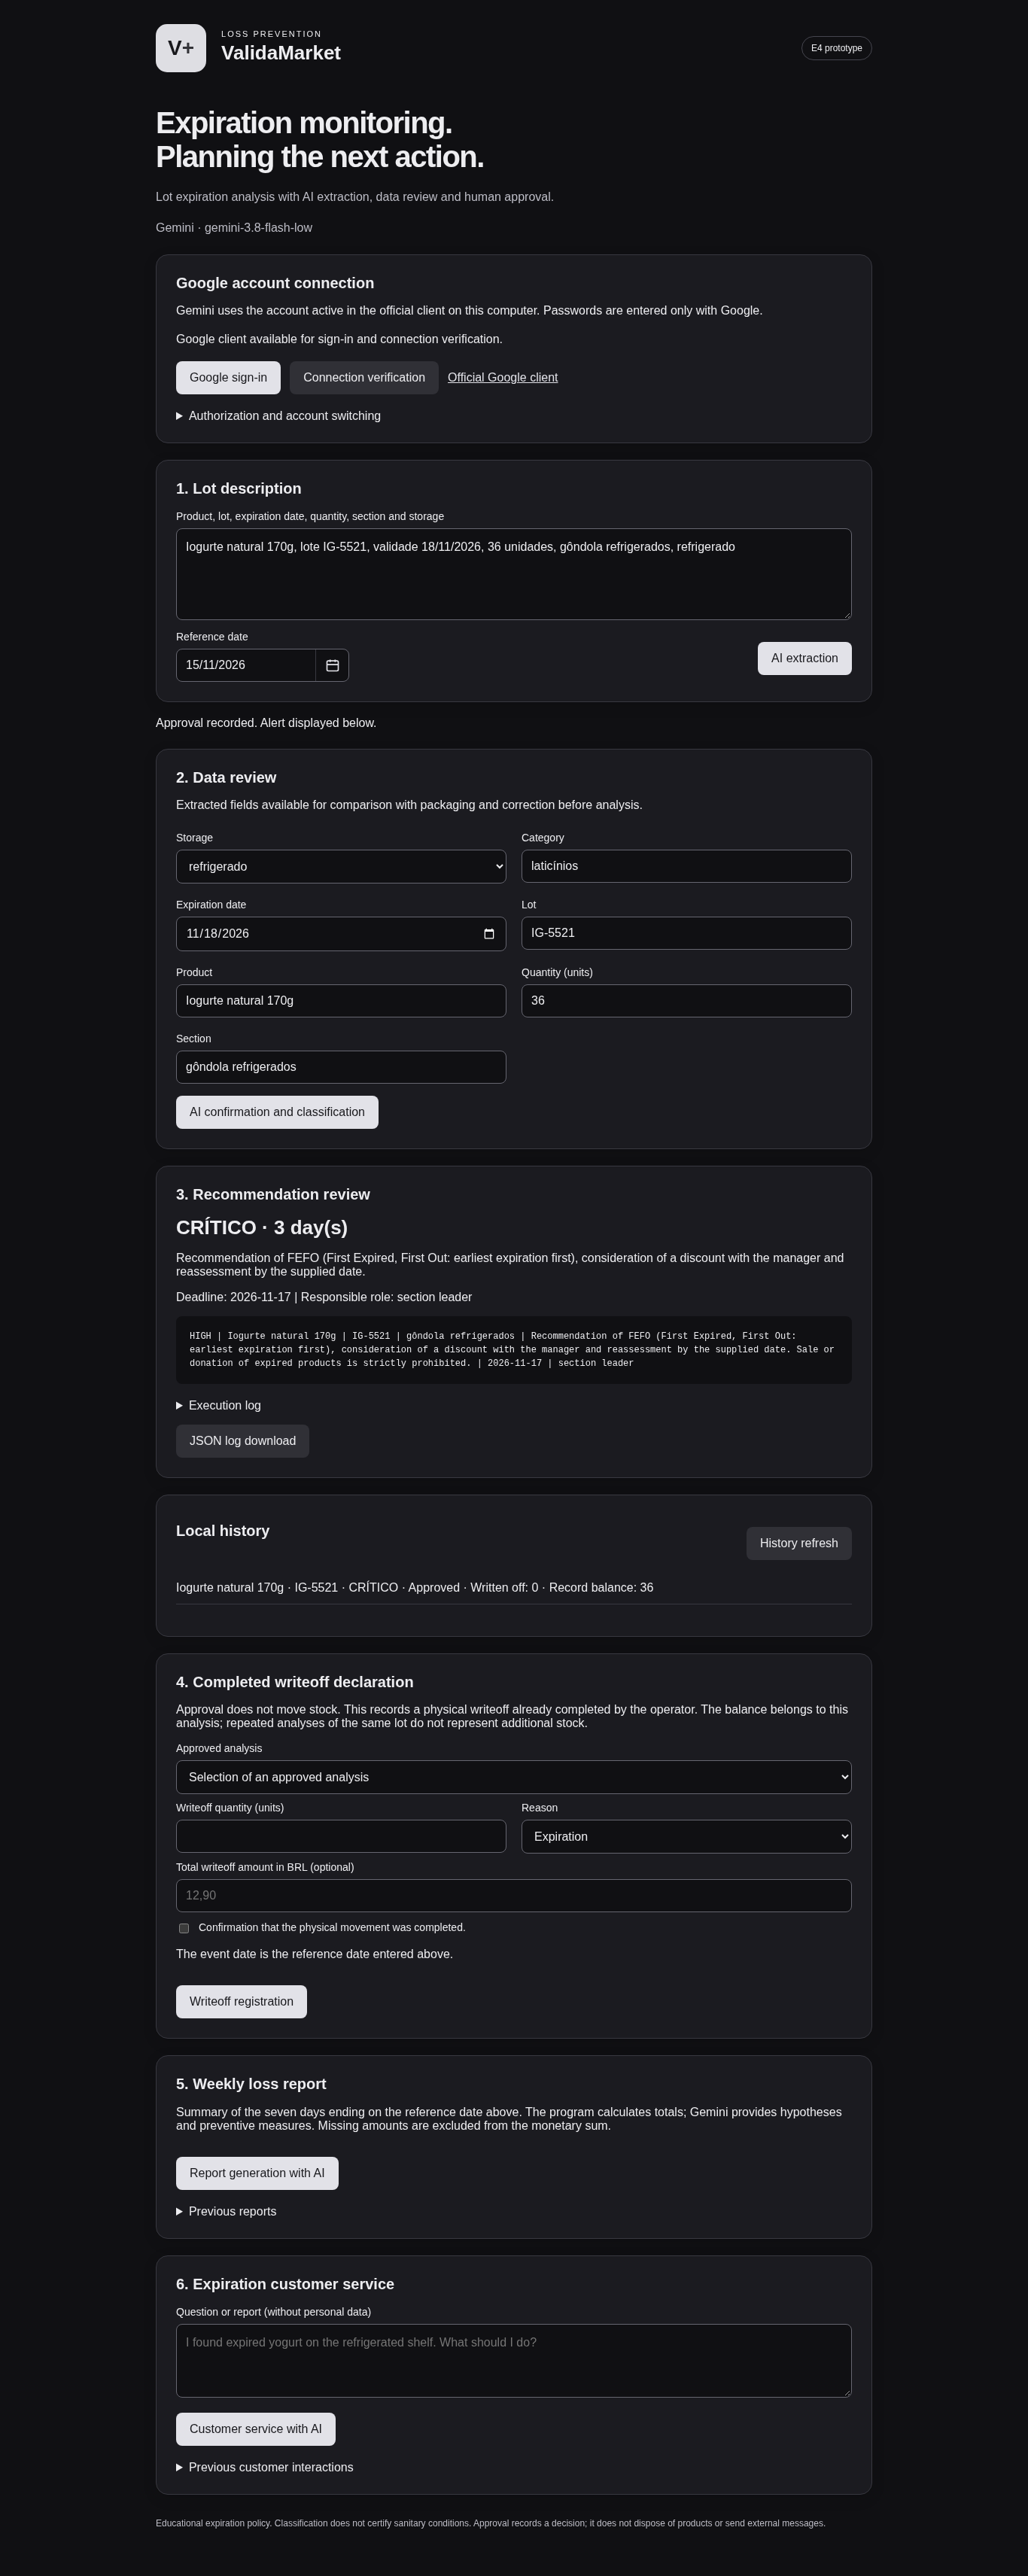 V+
LOSS PREVENTION
ValidaMarket
E4 prototype
Expiration monitoring.
Planning the next action.
Lot expiration analysis with AI extraction, data review and human approval.
Gemini · gemini-3.8-flash-low
Google account connection
Gemini uses the account active in the official client on this computer. Passwords are entered only with Google.
Google client available for sign-in and connection verification.
Google sign-in
Connection verification
Official Google client
Authorization and account switching
1. Lot description
Product, lot, expiration date, quantity, section and storage
Iogurte natural 170g, lote IG-5521, validade 18/11/2026, 36 unidades, gôndola refrigerados, refrigerado
Reference date
15/11/2026
AI extraction
Approval recorded. Alert displayed below.
2. Data review
Extracted fields available for comparison with packaging and correction before analysis.
Storage
Category
refrigerado
laticínios
Expiration date
Lot
11/18/2026
IG-5521
Product
Quantity (units)
Iogurte natural 170g
36
Section
gôndola refrigerados
AI confirmation and classification
3. Recommendation review
CRÍTICO · 3 day(s)
Recommendation of FEFO (First Expired, First Out: earliest expiration first), consideration of a discount with the manager and
reassessment by the supplied date.
Deadline: 2026-11-17 | Responsible role: section leader
HIGH | Iogurte natural 170g | IG-5521 | gôndola refrigerados | Recommendation of FEFO (First Expired, First Out:
earliest expiration first), consideration of a discount with the manager and reassessment by the supplied date. Sale or
donation of expired products is strictly prohibited. | 2026-11-17 | section leader
Execution log
JSON log download
Local history
History refresh
Iogurte natural 170g · IG-5521 · CRÍTICO · Approved · Written off: 0 · Record balance: 36
4. Completed writeoff declaration
Approval does not move stock. This records a physical writeoff already completed by the operator. The balance belongs to this
analysis; repeated analyses of the same lot do not represent additional stock.
Approved analysis
Selection of an approved analysis
Writeoff quantity (units)
Reason
Expiration
Total writeoff amount in BRL (optional)
12,90
Confirmation that the physical movement was completed.
The event date is the reference date entered above.
Writeoff registration
5. Weekly loss report
Summary of the seven days ending on the reference date above. The program calculates totals; Gemini provides hypotheses
and preventive measures. Missing amounts are excluded from the monetary sum.
Report generation with AI
Previous reports
6. Expiration customer service
Question or report (without personal data)
I found expired yogurt on the refrigerated shelf. What should I do?
Customer service with AI
Previous customer interactions
Educational expiration policy. Classification does not certify sanitary conditions. Approval records a decision; it does not dispose of products or send external messages.